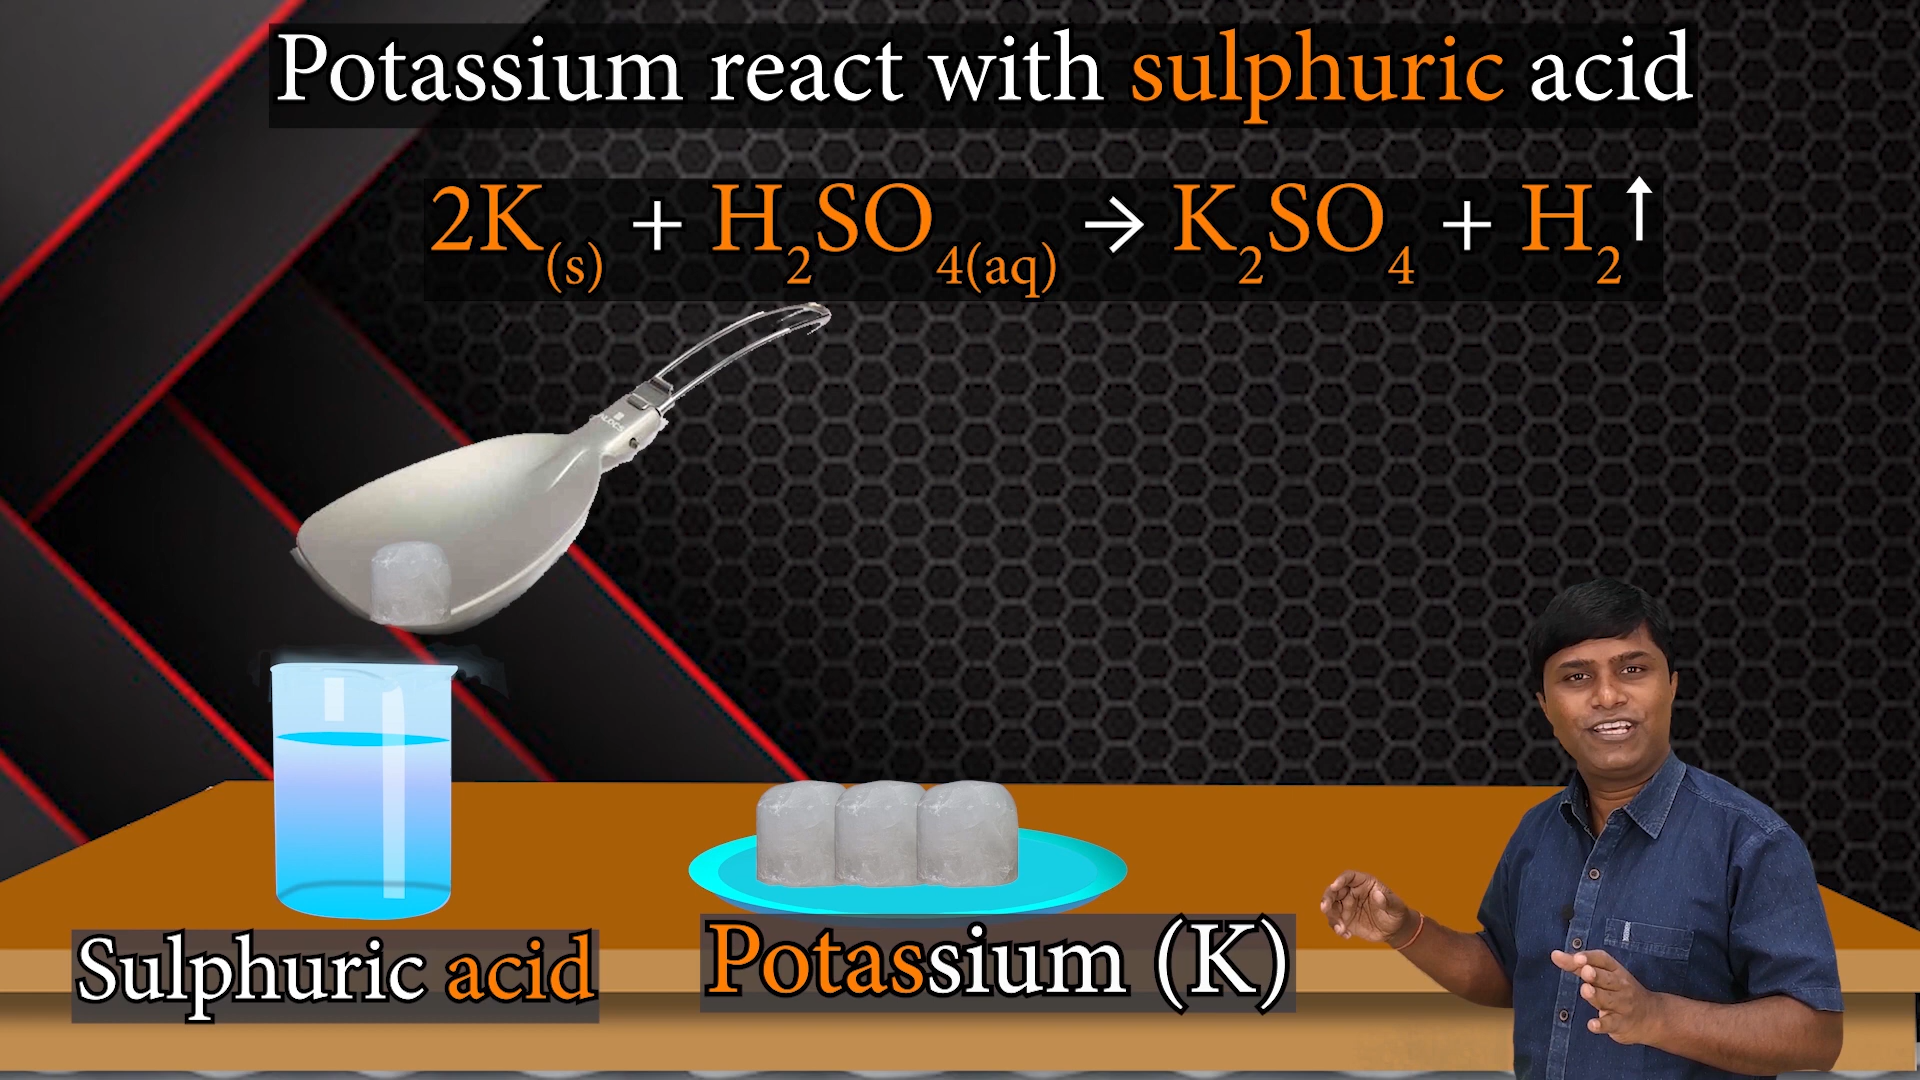 Potassium react with sulphuric acid
2K(s) + H2SO4(aq) → K2SO4 + H2↑
Sulphuric acid
Potassium (K)